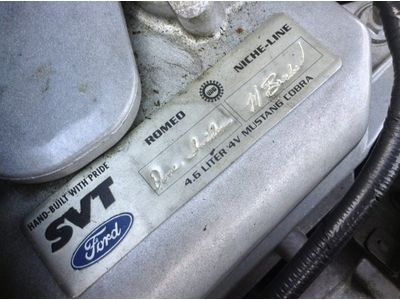 HAND-BUILT WITH PRIDE
SVT
Ford
ROMEO NICHE-LINE
4.6 LITER 4V MUSTANG COBRA